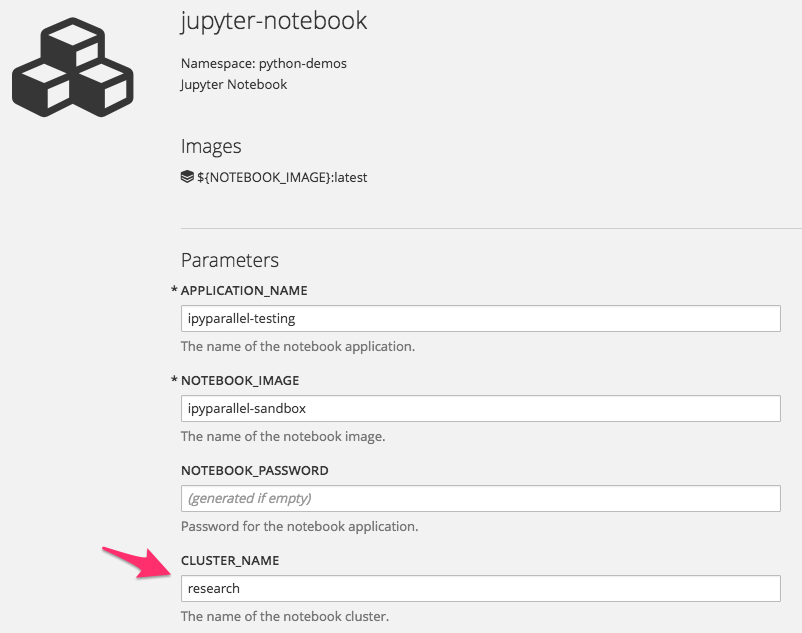 jupyter-notebook
Namespace: python-demos
Jupyter Notebook
Images
${NOTEBOOK_IMAGE}:latest
Parameters
* APPLICATION_NAME
ipyparallel-testing
The name of the notebook application.
* NOTEBOOK_IMAGE
ipyparallel-sandbox
The name of the notebook image.
NOTEBOOK_PASSWORD
(generated if empty)
Password for the notebook application.
CLUSTER_NAME
research
The name of the notebook cluster.